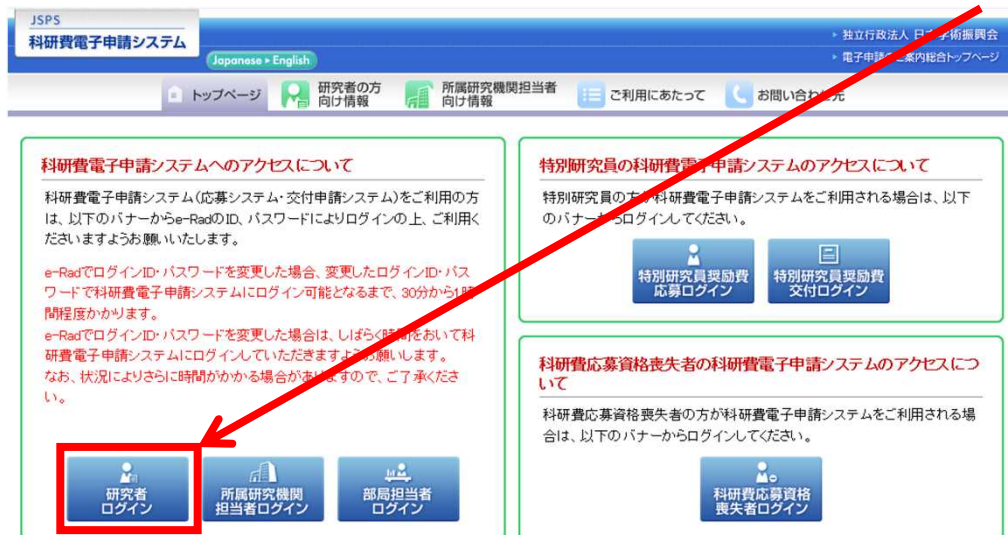 JSPS
科研費電子申請システム
Japanese ▸ English
独立行政法人 日本学術振興会
電子申請のご案内総合トップページ
トップページ
研究者の方
向け情報
所属研究機関担当者
向け情報
ご利用にあたって
お問い合わせ先
科研費電子申請システムへのアクセスについて
科研費電子申請システム(応募システム・交付申請システム)をご利用の方
は、以下のバナーからe-RadのID、パスワードによりログインの上、ご利用く
ださいますようお願いいたします。
e-RadでログインID・パスワードを変更した場合、変更したログインID・パス
ワードで科研費電子申請システムにログイン可能となるまで、30分から1時
間程度かかります。
e-RadでログインID・パスワードを変更した場合は、しばらく時間をおいて科
研費電子申請システムにログインしていただきますようお願いします。
なお、状況によりさらに時間がかかる場合がありますので、ご了承くださ
い。
研究者
ログイン
所属研究機関
担当者ログイン
部局担当者
ログイン
特別研究員の科研費電子申請システムのアクセスについて
特別研究員の方が科研費電子申請システムをご利用される場合は、以下
のバナーからログインしてください。
特別研究員奨励費
応募ログイン
特別研究員奨励費
交付ログイン
科研費応募資格喪失者の科研費電子申請システムのアクセスにつ
いて
科研費応募資格喪失者の方が科研費電子申請システムをご利用される場
合は、以下のバナーからログインしてください。
科研費応募資格
喪失者ログイン